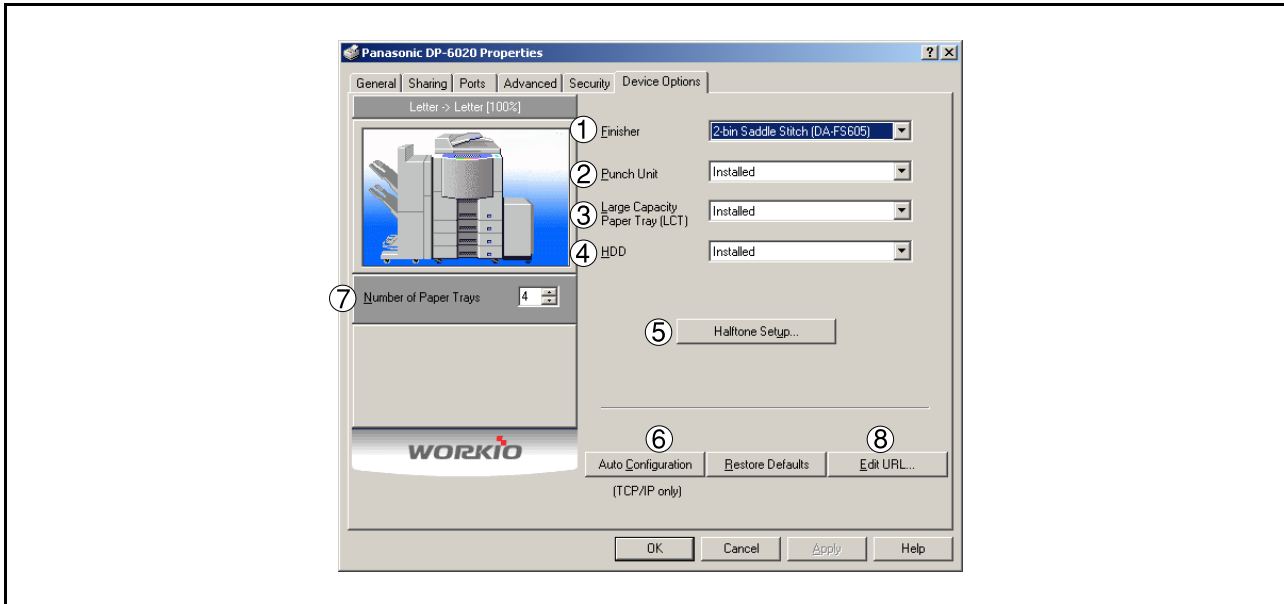 Panasonic DP-6020 Properties
General Sharing Ports Advanced Security Device Options
Letter -> Letter [100%]
① Finisher 2-bin Saddle Stitch (DA-FS605)
② Punch Unit Installed
③ Large Capacity
Paper Tray (LCT) Installed
④ HDD Installed
⑦ Number of Paper Trays 4
⑤ Halftone Setup...
WORKIO
⑥ ⑧
Auto Configuration Restore Defaults Edit URL...
(TCP/IP only)
OK Cancel Apply Help